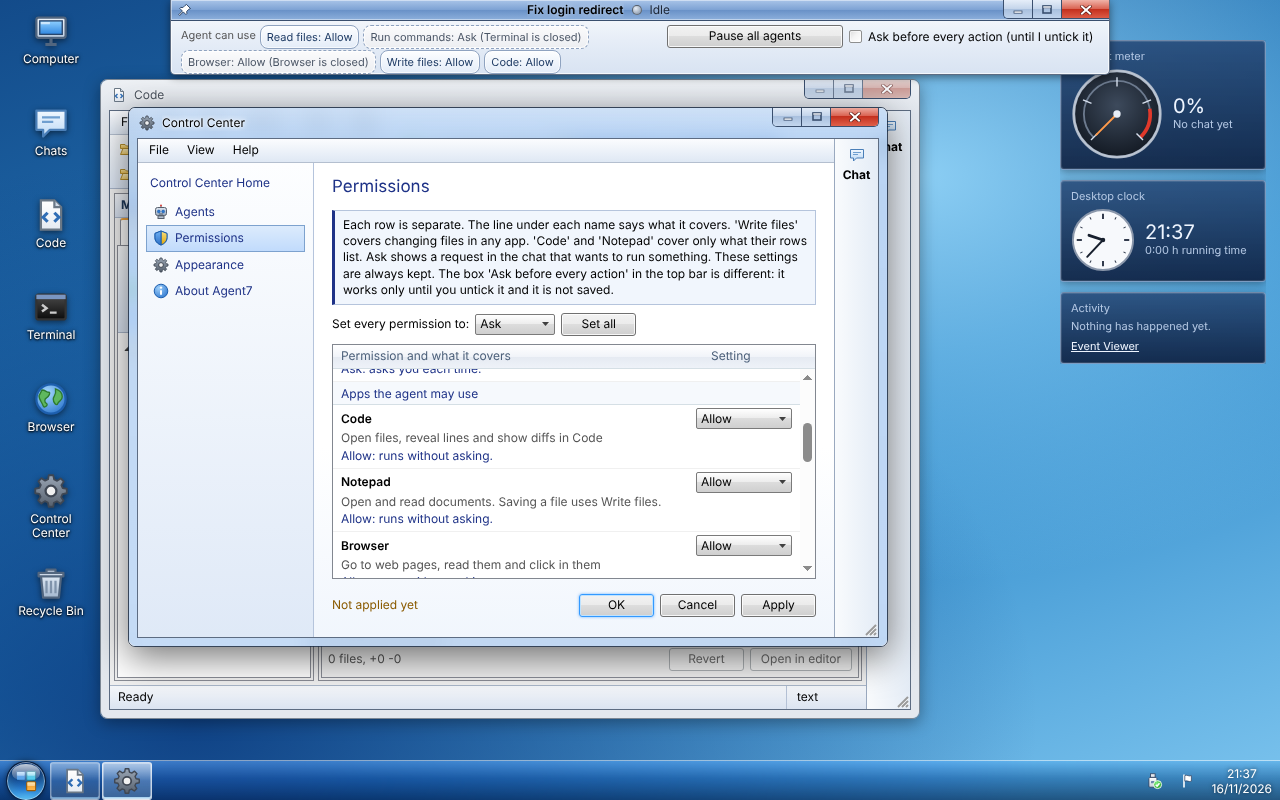 Computer
Chats
Code
Terminal
Browser
Control
Center
Recycle Bin
Fix login redirect
Idle
Agent can use
Read files: Allow
Run commands: Ask (Terminal is closed)
Browser: Allow (Browser is closed)
Write files: Allow
Code: Allow
Pause all agents
Ask before every action (until I untick it)
Code
Control Center
File
View
Help
Chat
Control Center Home
Agents
Permissions
Appearance
About Agent7
Permissions
Each row is separate. The line under each name says what it covers. 'Write files'
covers changing files in any app. 'Code' and 'Notepad' cover only what their rows
list. Ask shows a request in the chat that wants to run something. These settings
are always kept. The box 'Ask before every action' in the top bar is different: it
works only until you untick it and it is not saved.
Set every permission to:
Ask
Set all
Permission and what it covers
Setting
Ask: asks you each time.
Apps the agent may use
Code
Allow
Open files, reveal lines and show diffs in Code
Allow: runs without asking.
Notepad
Allow
Open and read documents. Saving a file uses Write files.
Allow: runs without asking.
Browser
Allow
Go to web pages, read them and click in them
Not applied yet
OK
Cancel
Apply
0 files, +0 -0
Revert
Open in editor
Ready
text
meter
0%
No chat yet
Desktop clock
21:37
0:00 h running time
Activity
Nothing has happened yet.
Event Viewer
21:37
16/11/2026